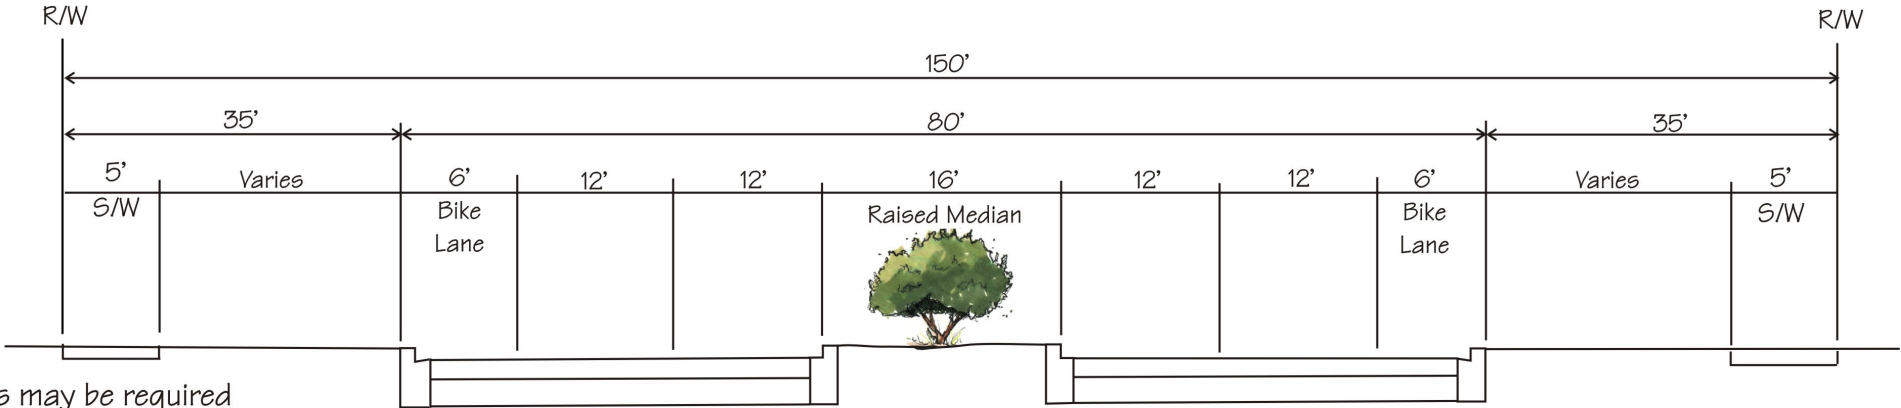 R/W R/W
150'
35' 80' 35'
5' Varies 6' 12' 12' 16' 12' 12' 6' Varies 5'
S/W Bike Raised Median Bike S/W
Lane Lane
may be required